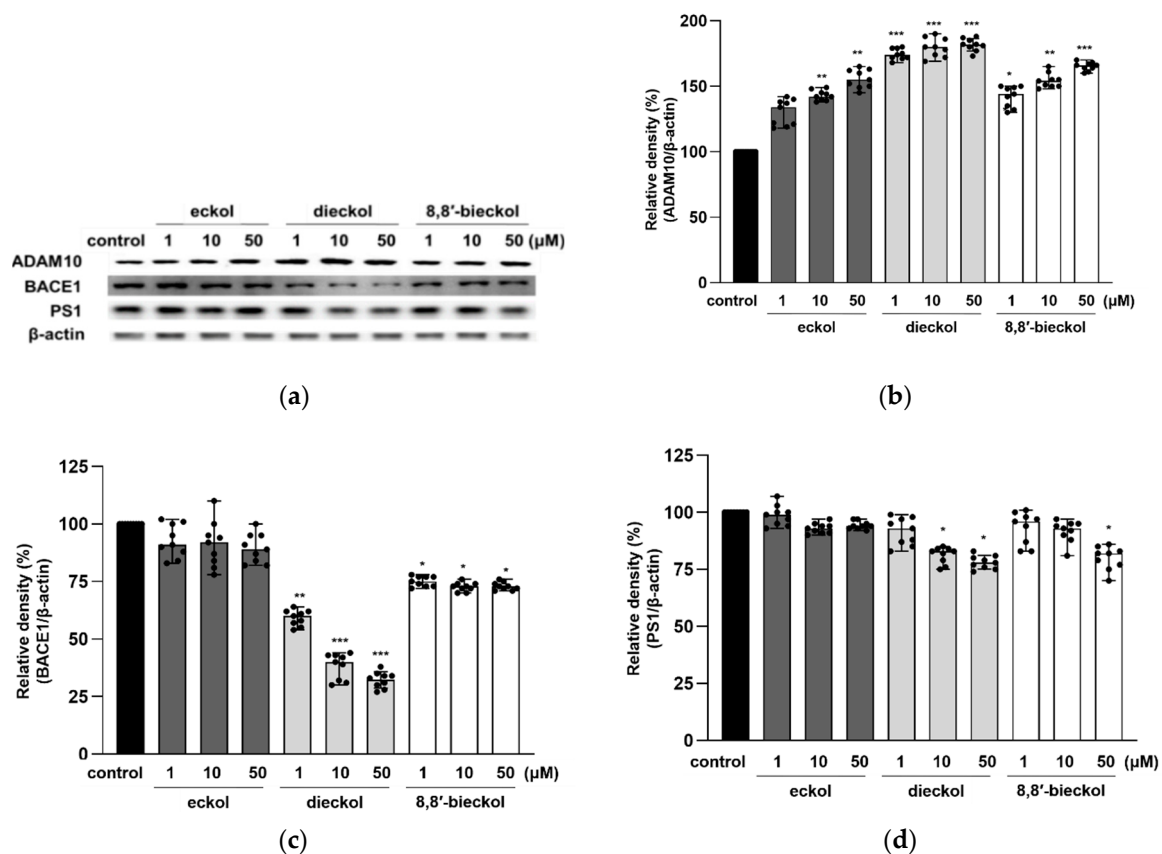 eckol dieckol 8,8′-bieckol
control 1 10 50 1 10 50 1 10 50 (μM)
ADAM10
BACE1
PS1
β-actin
(a)
Relative density (%)
(ADAM10/β-actin)
200
150
100
50
0
** ** *** *** *** * ** ***
control 1 10 50 1 10 50 1 10 50 (μM)
eckol dieckol 8,8′-bieckol
(b)
Relative density (%)
(BACE1/β-actin)
125
100
75
50
25
0
** *** *** * * *
control 1 10 50 1 10 50 1 10 50 (μM)
eckol dieckol 8,8′-bieckol
(c)
Relative density (%)
(PS1/β-actin)
125
100
75
50
25
0
* * *
control 1 10 50 1 10 50 1 10 50 (μM)
eckol dieckol 8,8′-bieckol
(d)